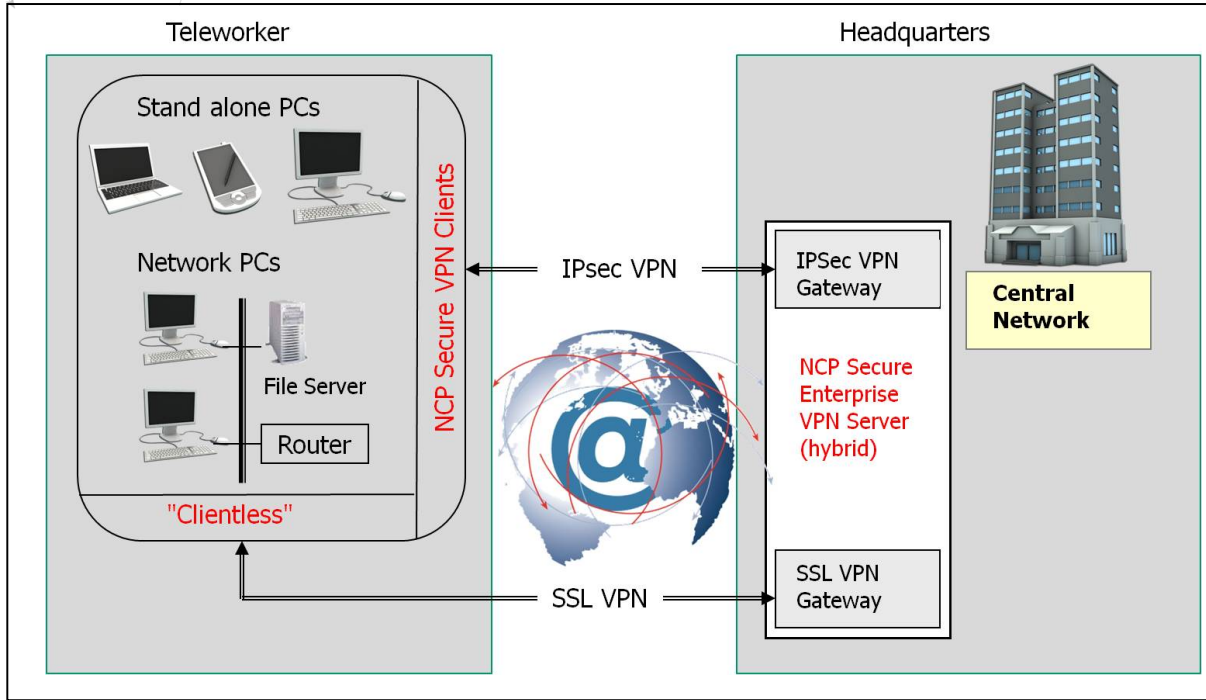 Teleworker
Headquarters
Stand alone PCs
Network PCs
File Server
Router
"Clientless"
NCP Secure VPN Clients
IPsec VPN
@
SSL VPN
IPSec VPN
Gateway
NCP Secure
Enterprise
VPN Server
(hybrid)
SSL VPN
Gateway
Central
Network